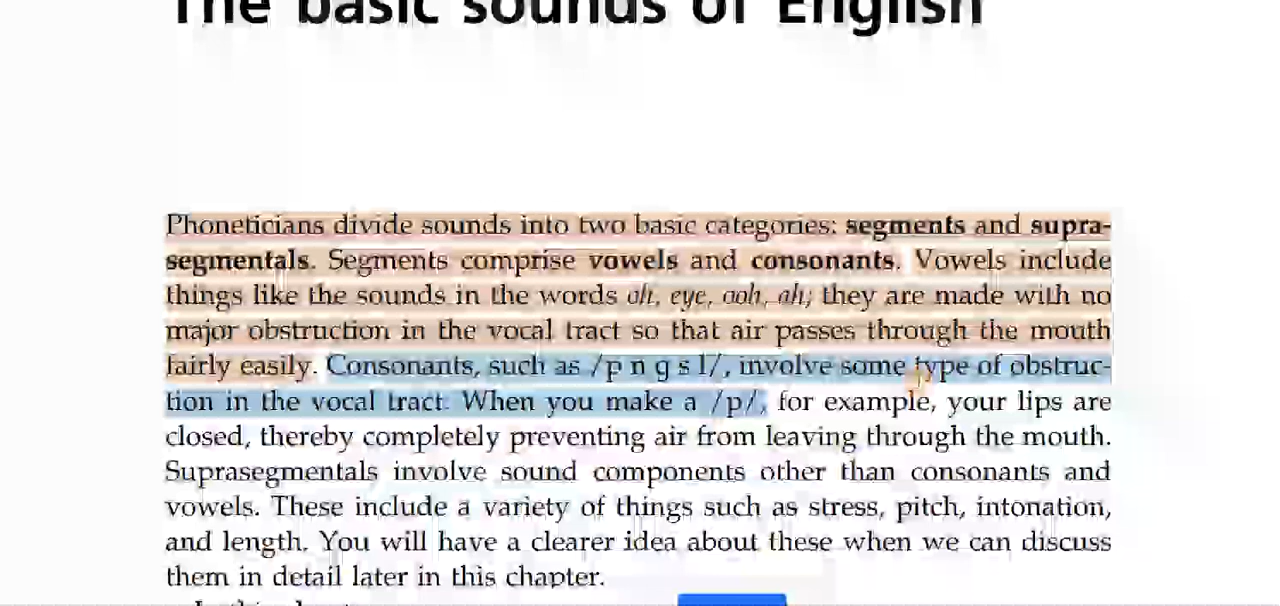 The basic sounds of English
Phoneticians divide sounds into two basic categories: segments and supra-
segmentals. Segments comprise vowels and consonants. Vowels include
things like the sounds in the words oh, eye, ooh, ah; they are made with no
major obstruction in the vocal tract so that air passes through the mouth
fairly easily. Consonants, such as /p n g s l/, involve some type of obstruc-
tion in the vocal tract. When you make a /p/, for example, your lips are
closed, thereby completely preventing air from leaving through the mouth.
Suprasegmentals involve sound components other than consonants and
vowels. These include a variety of things such as stress, pitch, intonation,
and length. You will have a clearer idea about these when we can discuss
them in detail later in this chapter.